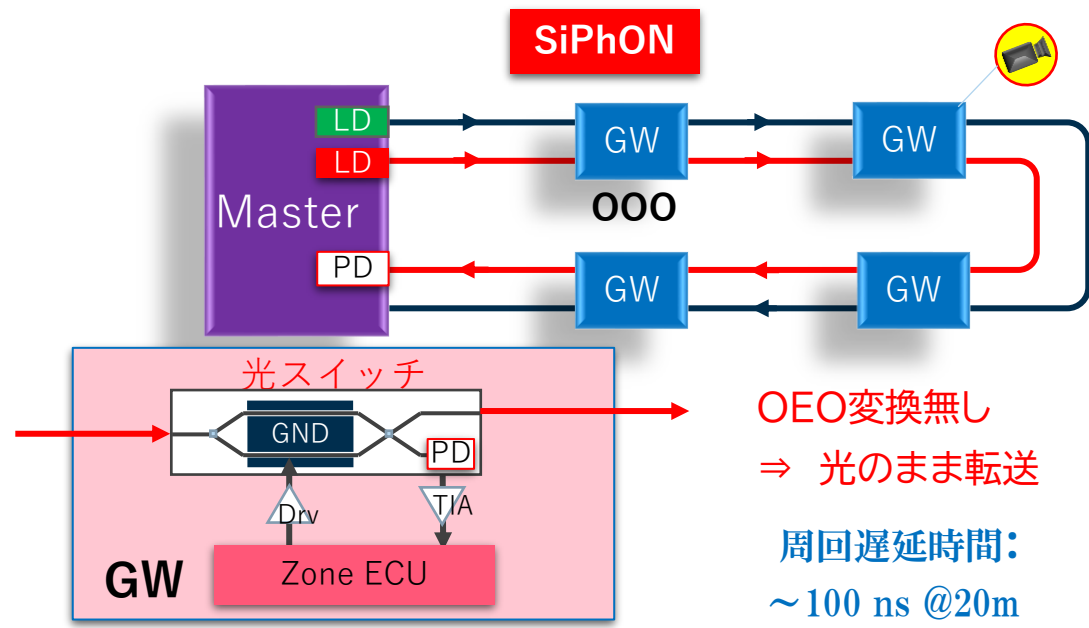 SiPhON
LD
LD
Master
PD
GW
GW
OOO
GW
GW
光スイッチ
GND
PD
Drv
TIA
Zone ECU
GW
OEO変換無し
⇒ 光のまま転送
周回遅延時間：
～100 ns @20m